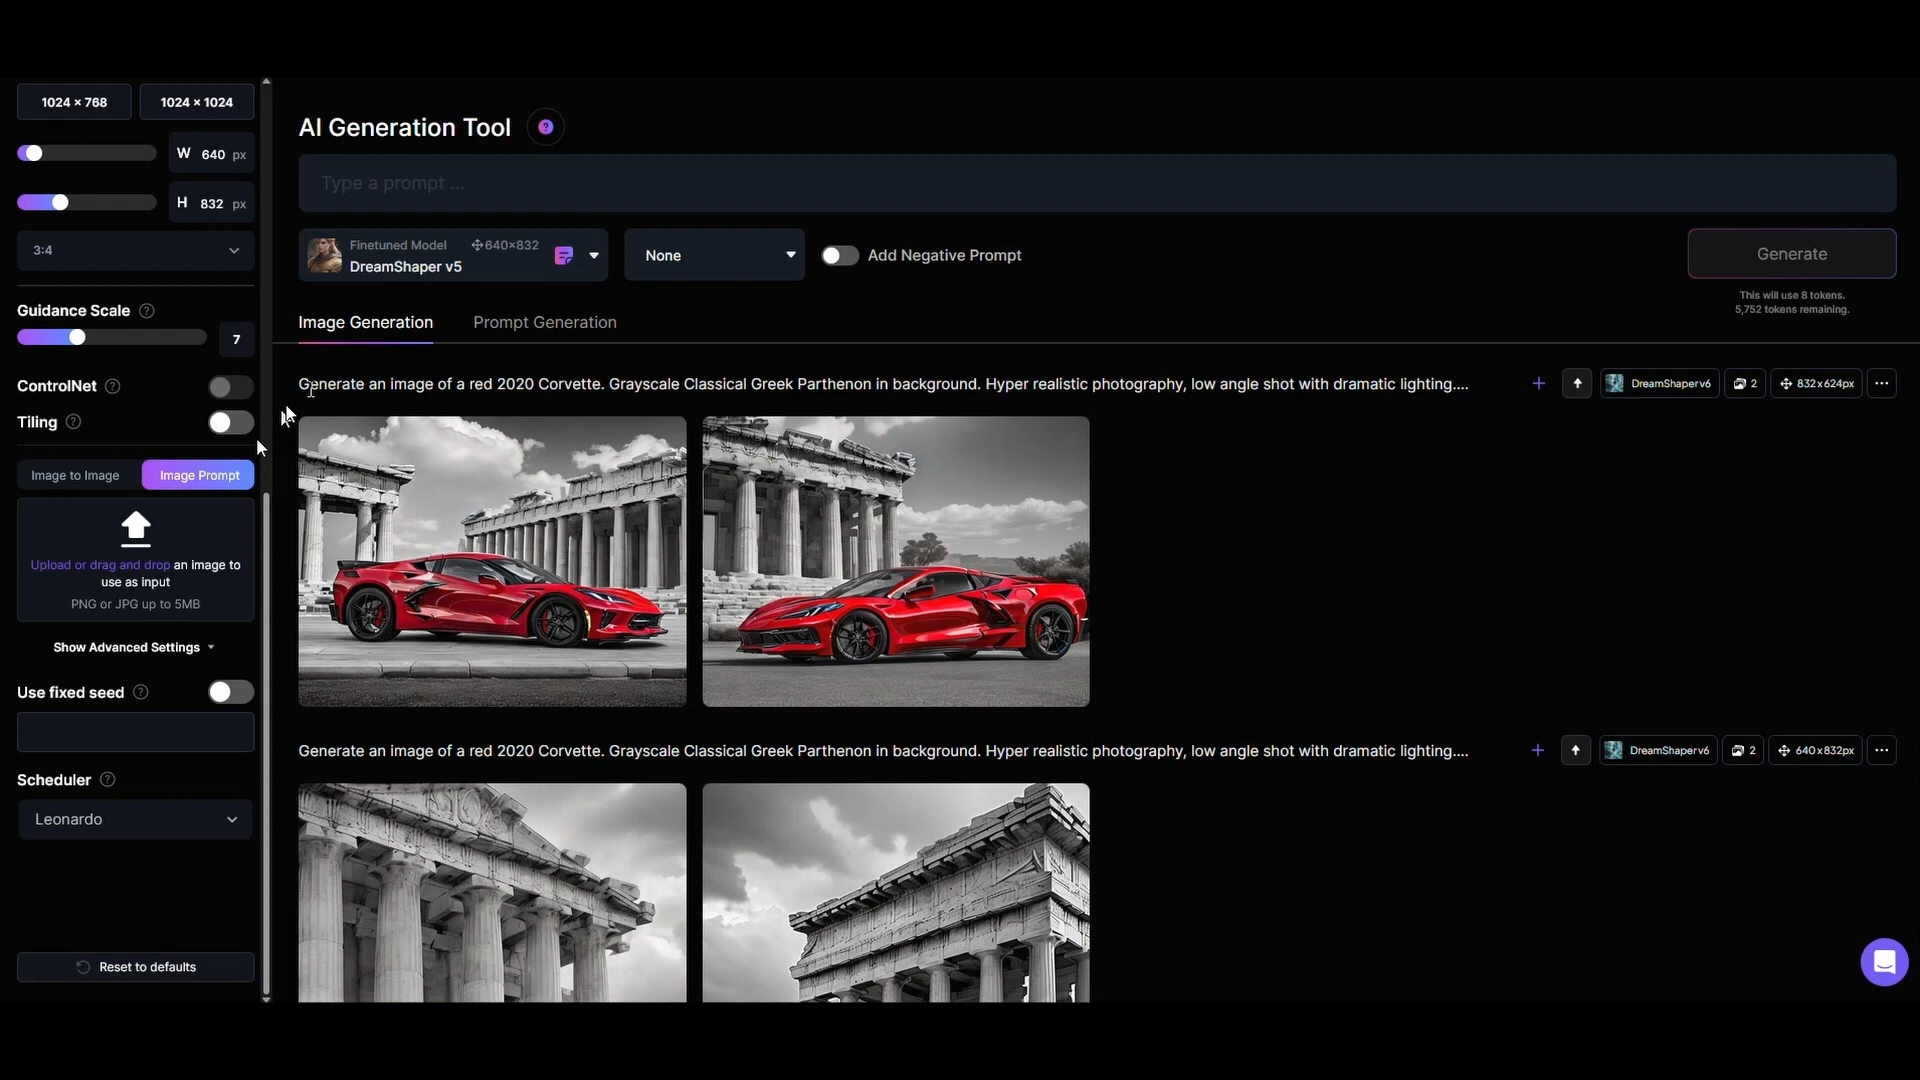 1024 × 768
1024 × 1024
W 640 px
H 832 px
3:4
Guidance Scale ?
7
ControlNet ?
Tiling ?
Image to Image
Image Prompt
Upload or drag and drop an image to
use as input
PNG or JPG up to 5MB
Show Advanced Settings
Use fixed seed ?
Scheduler ?
Leonardo
Reset to defaults
AI Generation Tool ?
Type a prompt ...
Finetuned Model 640×832
DreamShaper v5
None
Add Negative Prompt
Generate
This will use 8 tokens.
5,752 tokens remaining.
Image Generation
Prompt Generation
Generate an image of a red 2020 Corvette. Grayscale Classical Greek Parthenon in background. Hyper realistic photography, low angle shot with dramatic lighting....
DreamShaper v6
2
832x624px
Generate an image of a red 2020 Corvette. Grayscale Classical Greek Parthenon in background. Hyper realistic photography, low angle shot with dramatic lighting....
DreamShaper v6
2
640x832px